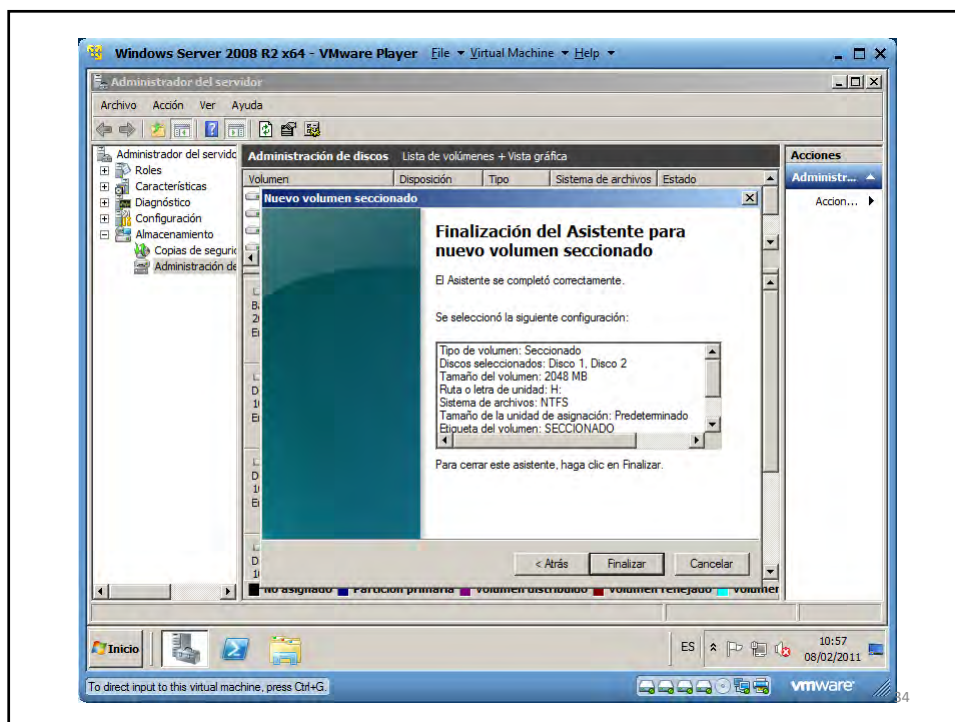 Windows Server 2008 R2 x64 - VMware Player File Virtual Machine Help
Administrador del servidor
Archivo Acción Ver Ayuda
Administrador del servidc
Roles
Características
Diagnóstico
Configuración
Almacenamiento
Copias de seguric
Administración de
Administración de discos Lista de volúmenes + Vista gráfica
Volumen Disposición Tipo Sistema de archivos Estado
Acciones
Administr...
Accion...
Nuevo volumen seccionado
Finalización del Asistente para
nuevo volumen seccionado
El Asistente se completó correctamente.
Se seleccionó la siguiente configuración:
Tipo de volumen: Seccionado
Discos seleccionados: Disco 1, Disco 2
Tamaño del volumen: 2048 MB
Ruta o letra de unidad: H:
Sistema de archivos: NTFS
Tamaño de la unidad de asignación: Predeterminado
Etiqueta del volumen: SECCIONADO
Para cerrar este asistente, haga clic en Finalizar.
< Atrás Finalizar Cancelar
No asignado Partición primaria Volumen distribuido Volumen reflejado Volumen
Inicio
ES
10:57
08/02/2011
To direct input to this virtual machine, press Ctrl+G.
vmware
34